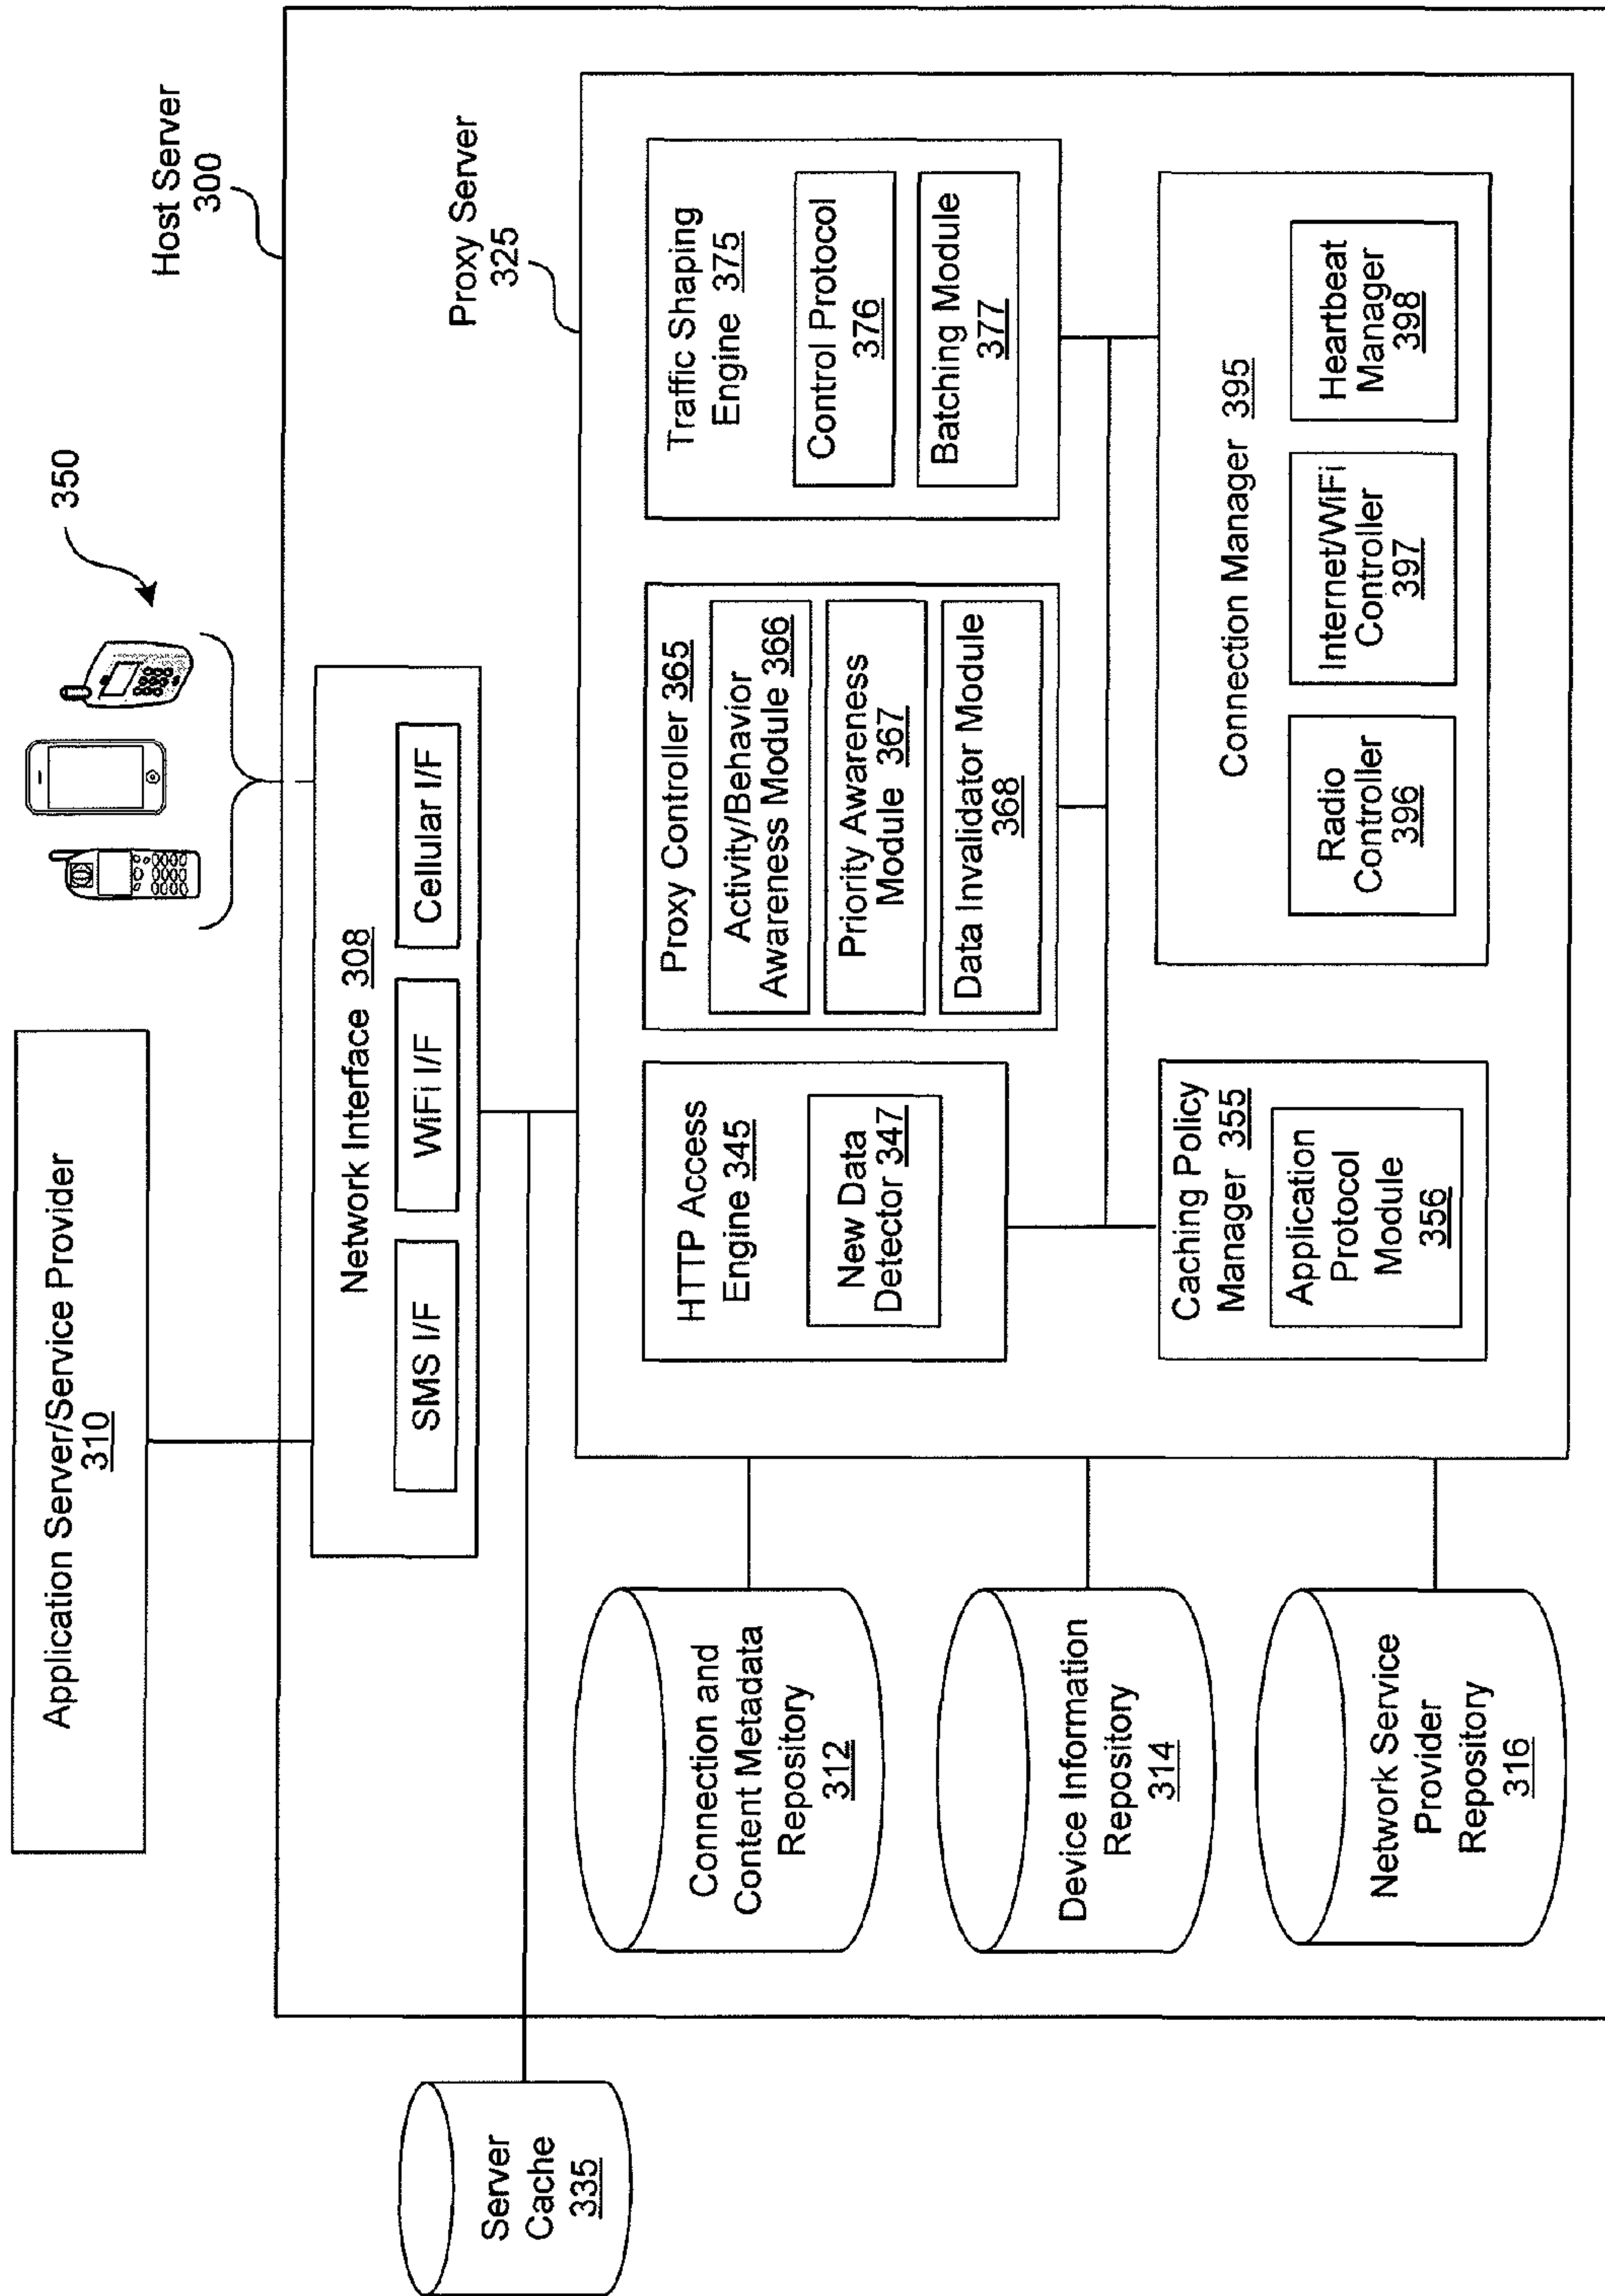 Application Server/Service Provider
310
350
Host Server
300
Network Interface 308
SMS I/F
WiFi I/F
Cellular I/F
Proxy Server
325
Server
Cache
335
Connection and
Content Metadata
Repository
312
Device Information
Repository
314
Network Service
Provider
Repository
316
HTTP Access
Engine 345
New Data
Detector 347
Proxy Controller 365
Activity/Behavior
Awareness Module 366
Priority Awareness
Module 367
Data Invalidator Module
368
Traffic Shaping
Engine 375
Control Protocol
376
Batching Module
377
Caching Policy
Manager 355
Application
Protocol
Module
356
Connection Manager 395
Radio
Controller
396
Internet/WiFi
Controller
397
Heartbeat
Manager
398